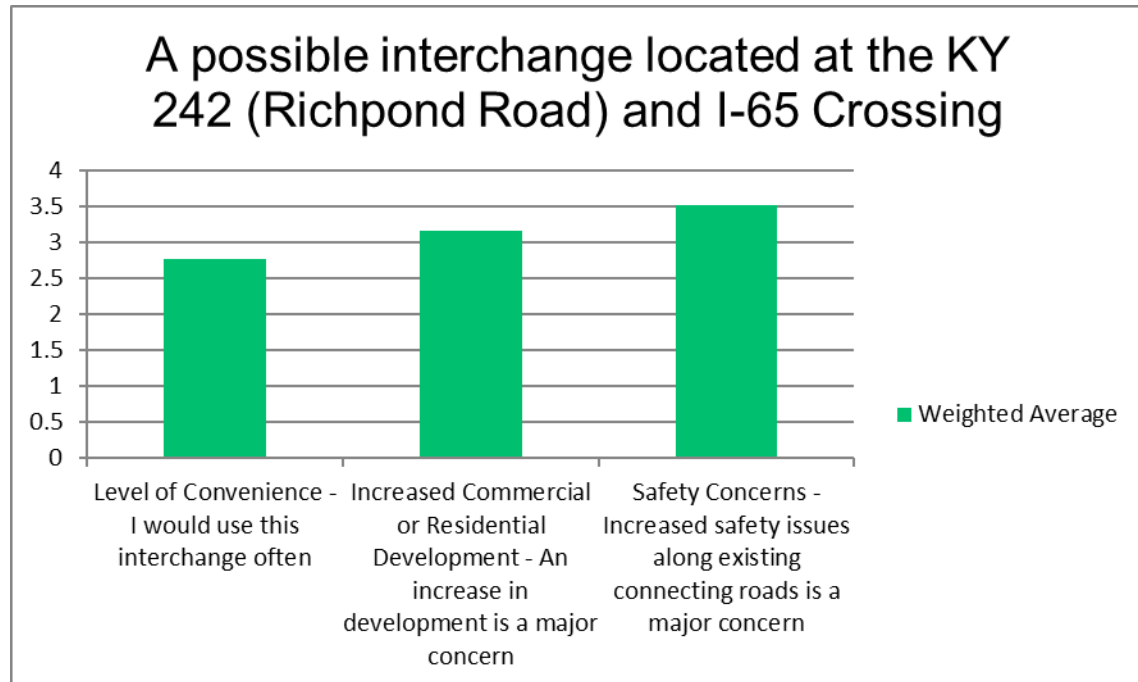 A possible interchange located at the KY
242 (Richpond Road) and I-65 Crossing
4
3.5
3
2.5
2
1.5
1
0.5
0
Level of Convenience -
I would use this
interchange often
Increased Commercial
or Residential
Development - An
increase in
development is a major
concern
Safety Concerns -
Increased safety issues
along existing
connecting roads is a
major concern
Weighted Average